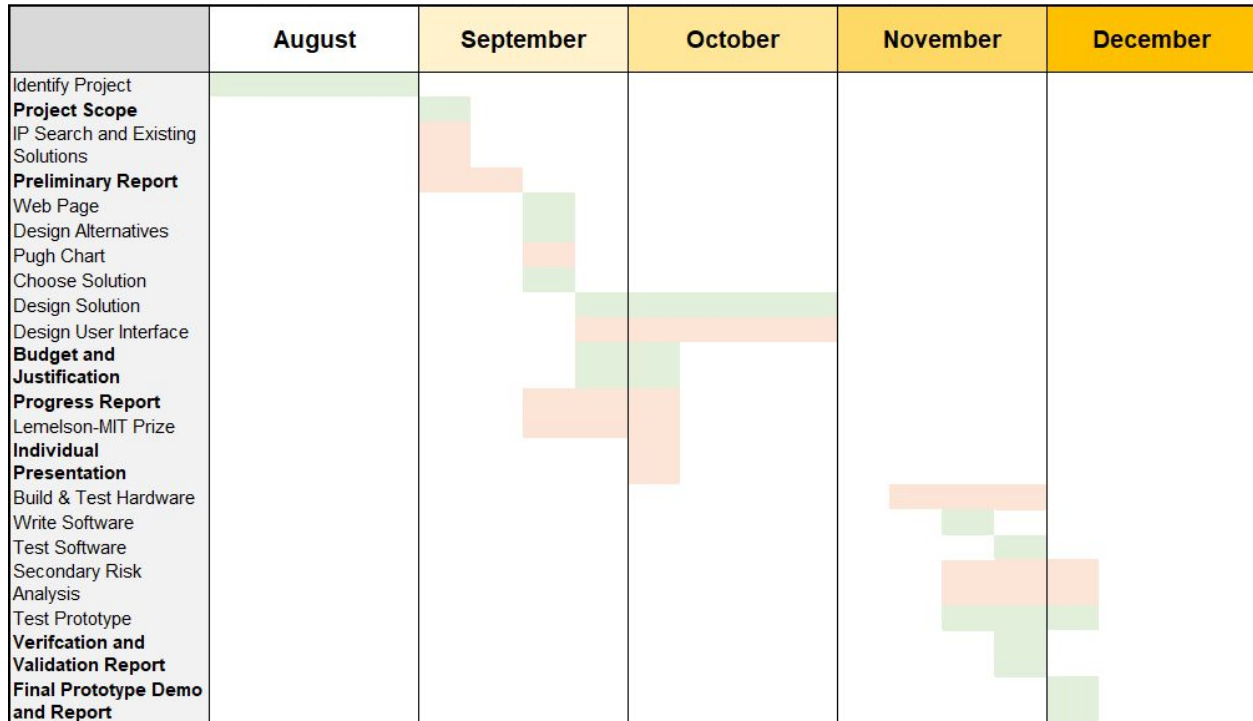 August September October November December
Identify Project
Project Scope
IP Search and Existing
Solutions
Preliminary Report
Web Page
Design Alternatives
Pugh Chart
Choose Solution
Design Solution
Design User Interface
Budget and
Justification
Progress Report
Lemelson-MIT Prize
Individual
Presentation
Build & Test Hardware
Write Software
Test Software
Secondary Risk
Analysis
Test Prototype
Verifcation and
Validation Report
Final Prototype Demo
and Report